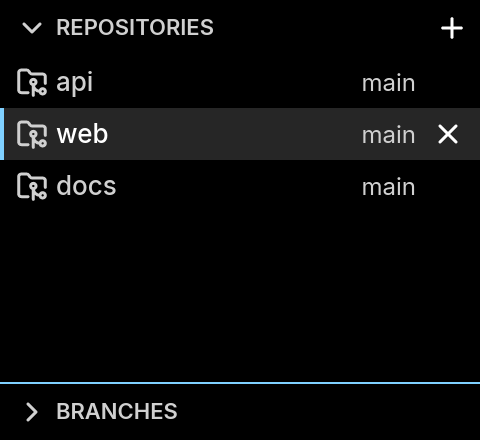 REPOSITORIES
api main
web main
docs main
BRANCHES